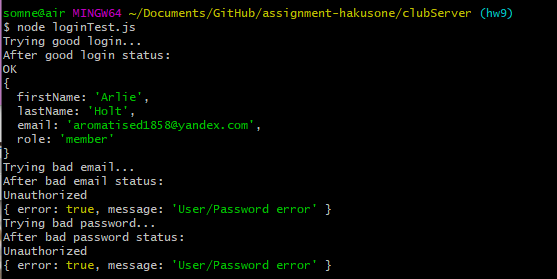 somne@air MINGW64 ~/Documents/GitHub/assignment-hakusone/clubServer (hw9)
$ node loginTest.js
Trying good login...
After good login status:
OK
{
  firstName: 'Arlie',
  lastName: 'Holt',
  email: 'aromatised1858@yandex.com',
  role: 'member'
}
Trying bad email...
After bad email status:
Unauthorized
{ error: true, message: 'User/Password error' }
Trying bad password...
After bad password status:
Unauthorized
{ error: true, message: 'User/Password error' }